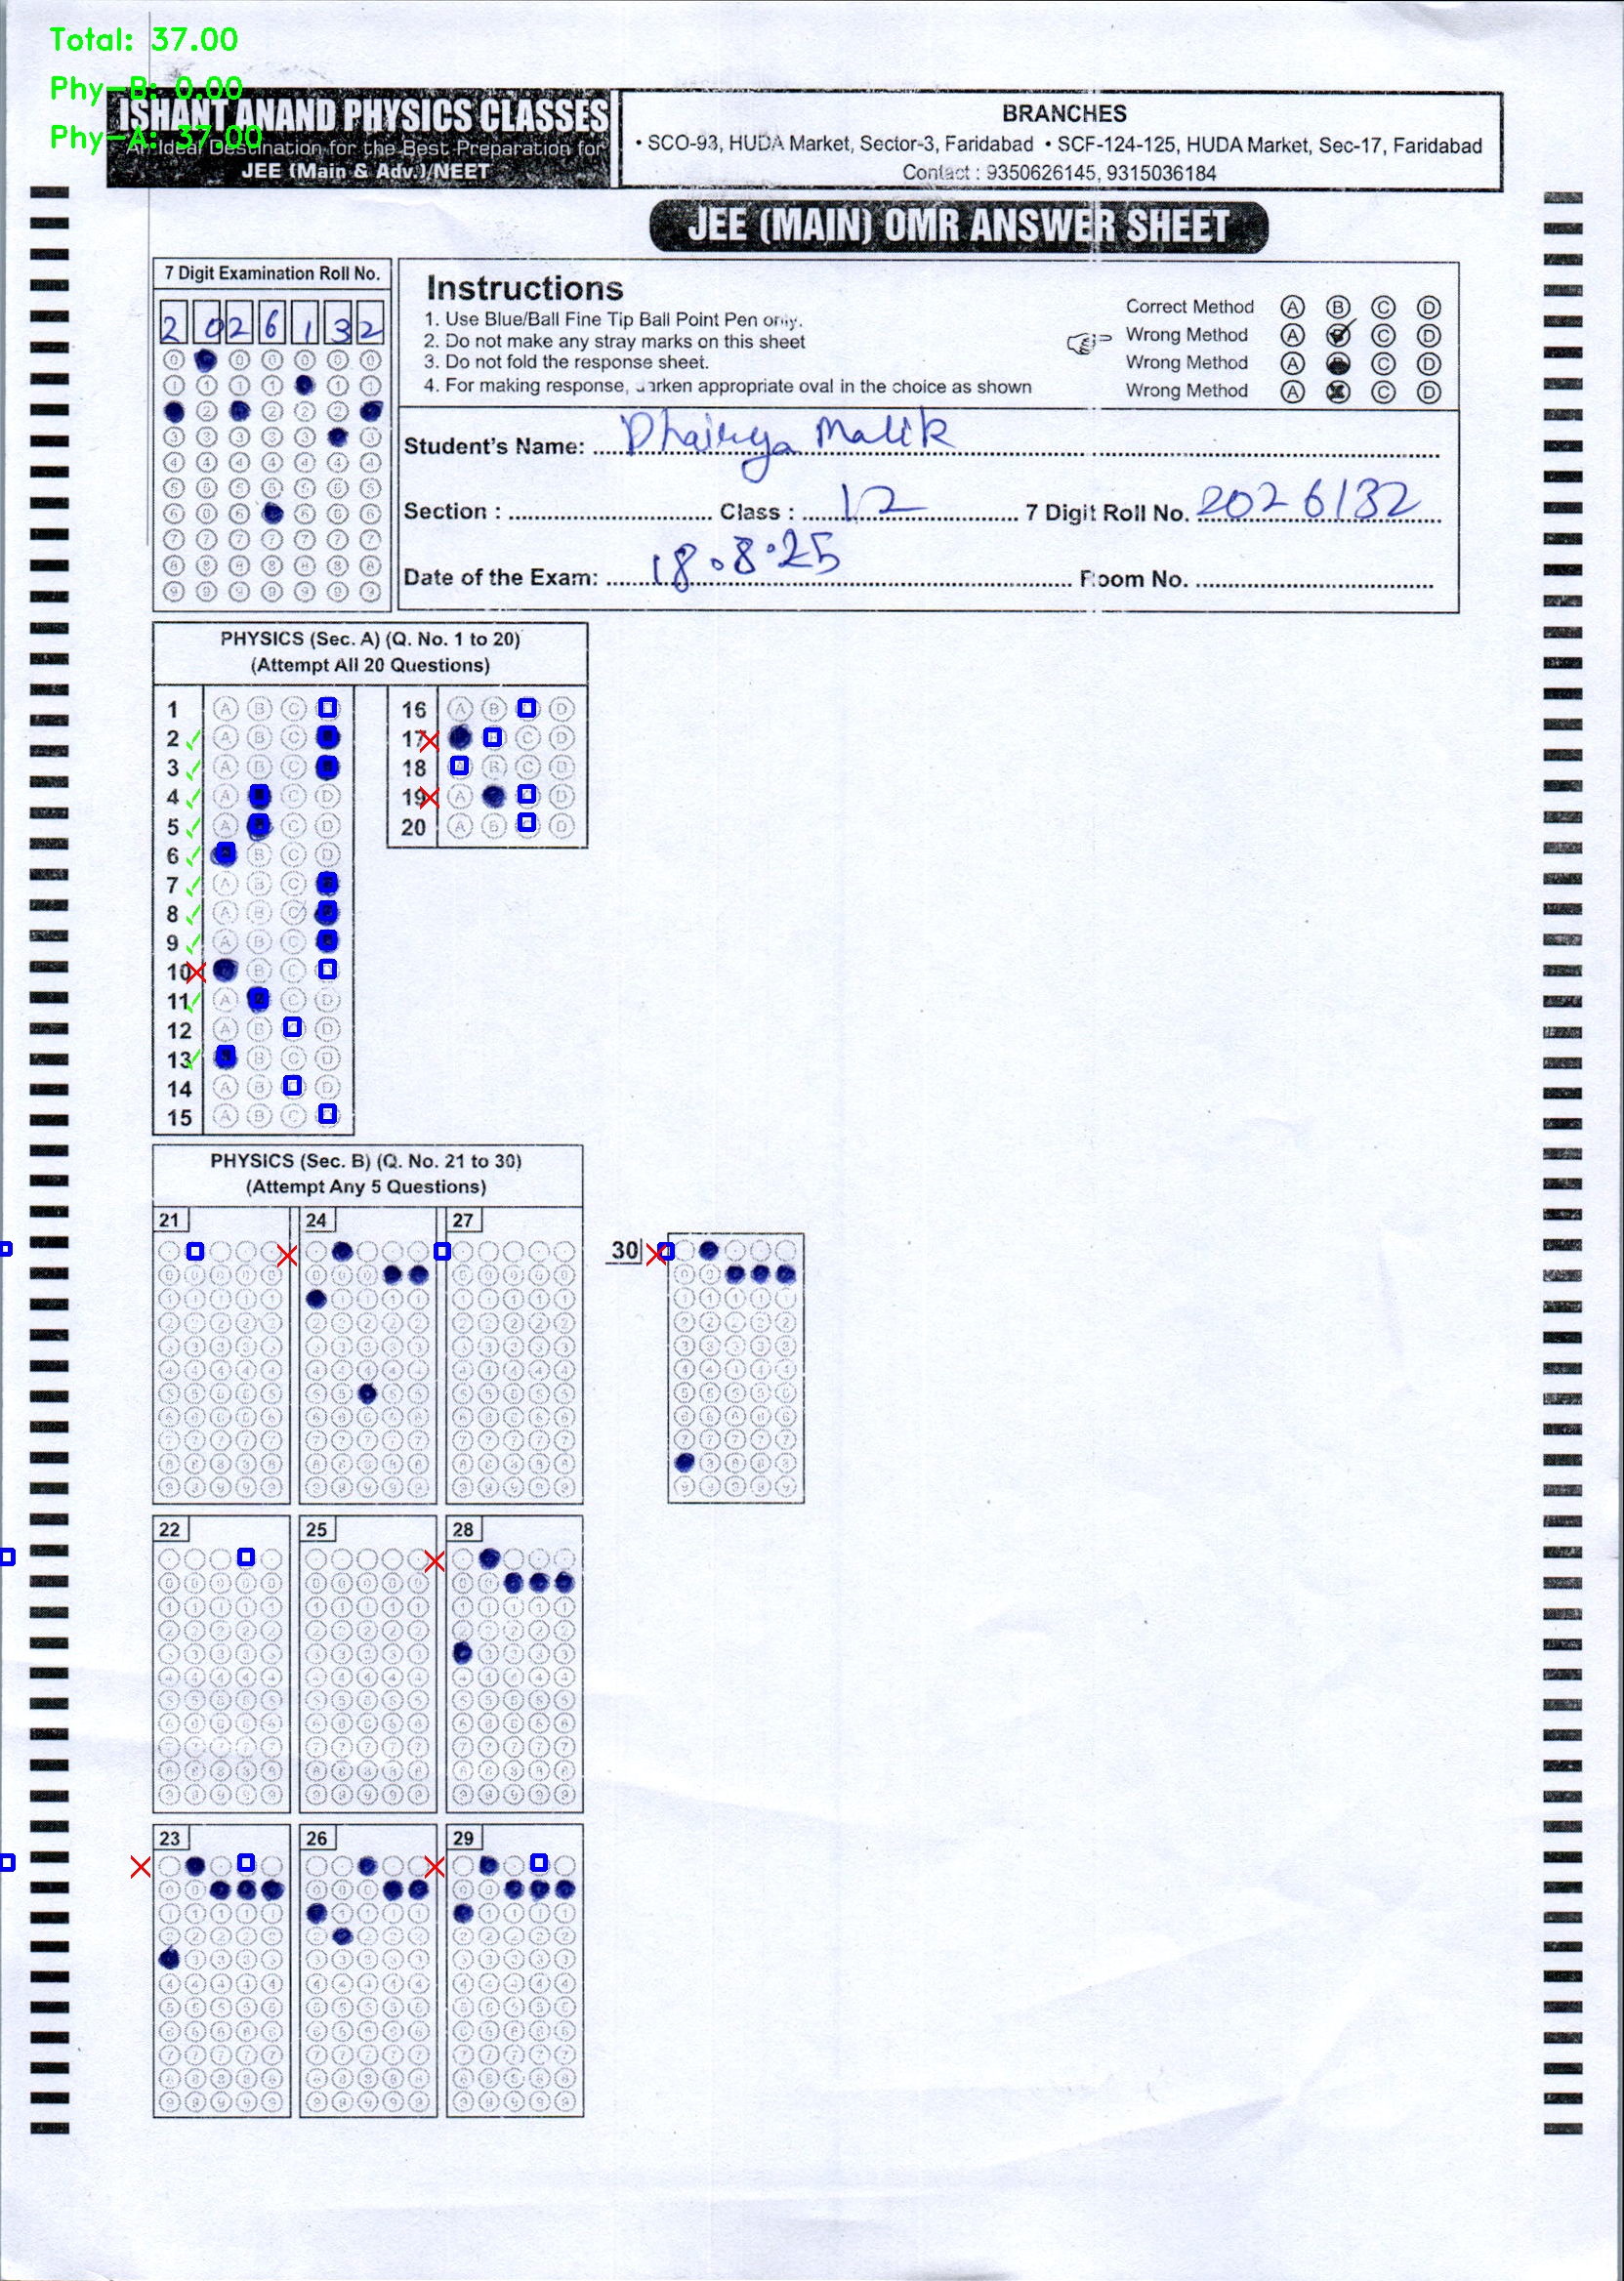 Total: 37.00
Phy-B: 0.00
Phy-A: 37.00
ISHANT ANAND PHYSICS CLASSES
An Ideal Destination for the Best Preparation for
JEE (Main & Adv.)/NEET
BRANCHES
• SCO-93, HUDA Market, Sector-3, Faridabad • SCF-124-125, HUDA Market, Sec-17, Faridabad
Contact : 9350626145, 9315036184
JEE (MAIN) OMR ANSWER SHEET
7 Digit Examination Roll No.
2 0 2 6 1 3 2
Instructions
1. Use Blue/Ball Fine Tip Ball Point Pen only.
2. Do not make any stray marks on this sheet
3. Do not fold the response sheet.
4. For making response, darken appropriate oval in the choice as shown
Correct Method A B C D
Wrong Method A B C D
Wrong Method A C D
Wrong Method A C D
Student's Name: Dhairya Malik
Section : Class : 12 7 Digit Roll No. 2026132
Date of the Exam: 18.8.25 Room No.
PHYSICS (Sec. A) (Q. No. 1 to 20)
(Attempt All 20 Questions)
1 A B C
2 A B C
3 A B C
4 A C D
5 A C D
6 B C D
7 A B C
8 A B C
9 A B C
10 B C
11 A C D
12 A B D
13 B C D
14 A B D
15 A B C
16 A B D
17 C D
18 B C D
19 A D
20 A B D
PHYSICS (Sec. B) (Q. No. 21 to 30)
(Attempt Any 5 Questions)
21 24 27
30
22 25 28
23 26 29